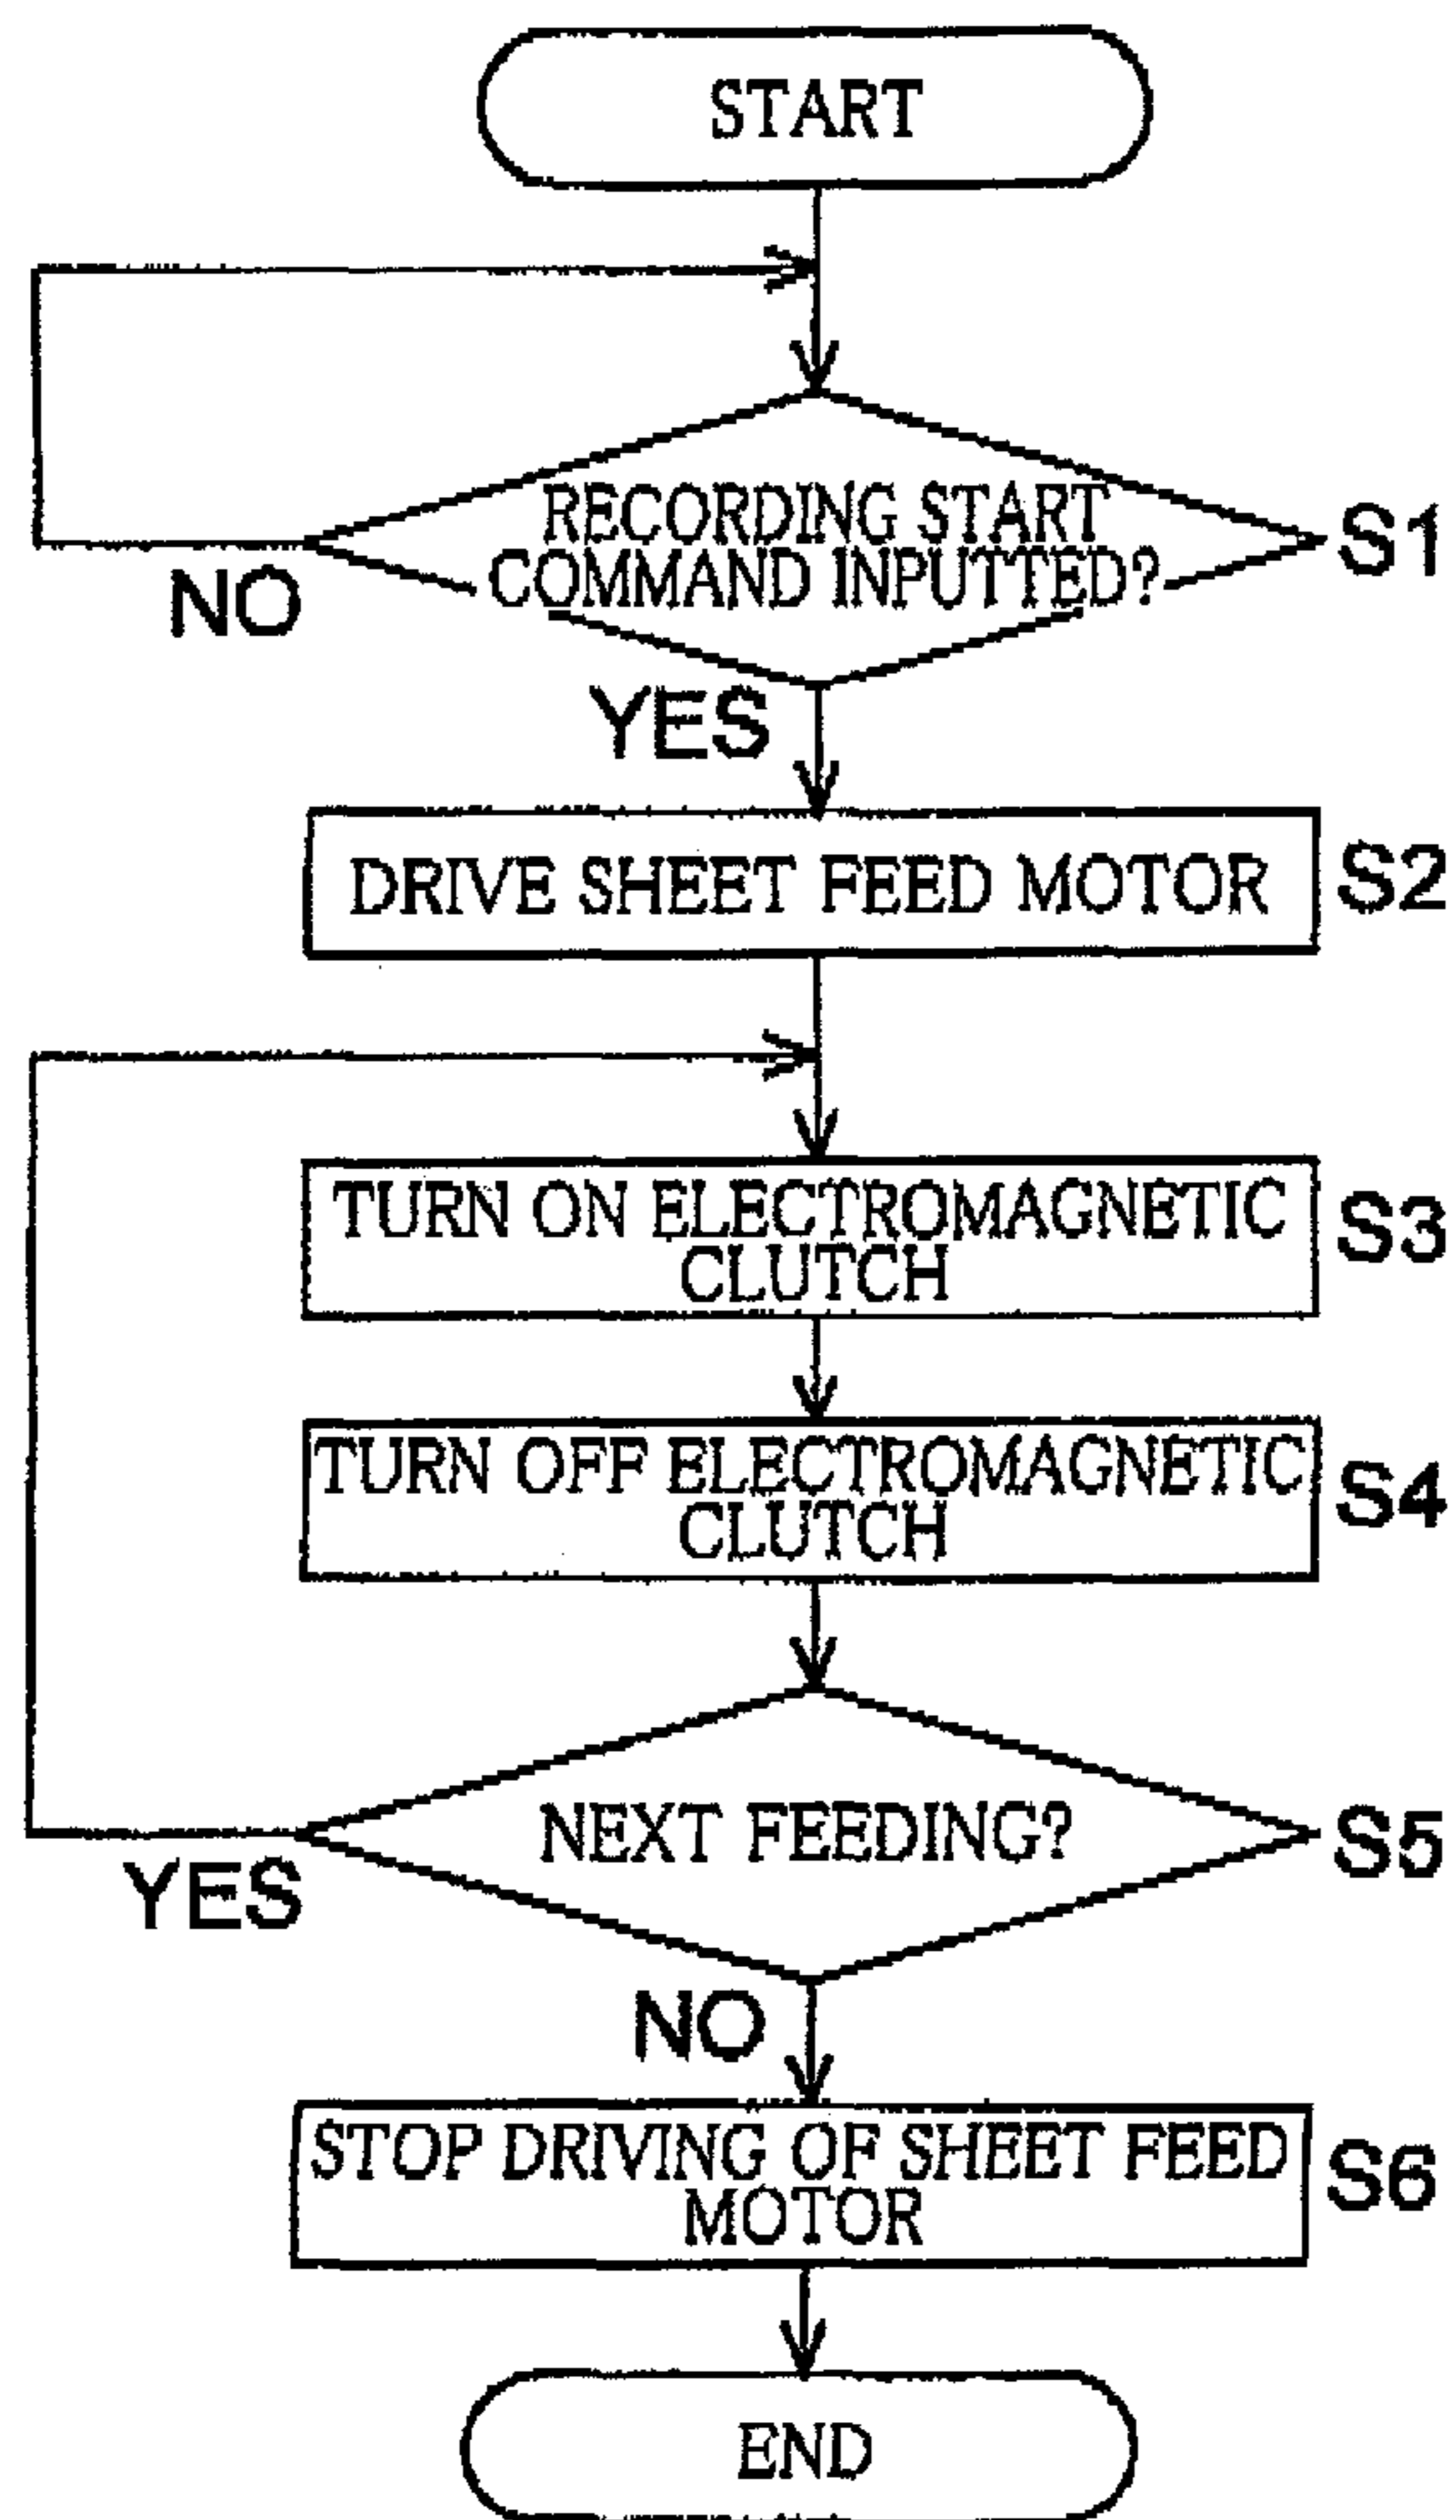 START
RECORDING START
COMMAND INPUTTED?
S1
NO
YES
DRIVE SHEET FEED MOTOR
S2
TURN ON ELECTROMAGNETIC
CLUTCH
S3
TURN OFF ELECTROMAGNETIC
CLUTCH
S4
NEXT FEEDING?
S5
YES
NO
STOP DRIVING OF SHEET FEED
MOTOR
S6
END